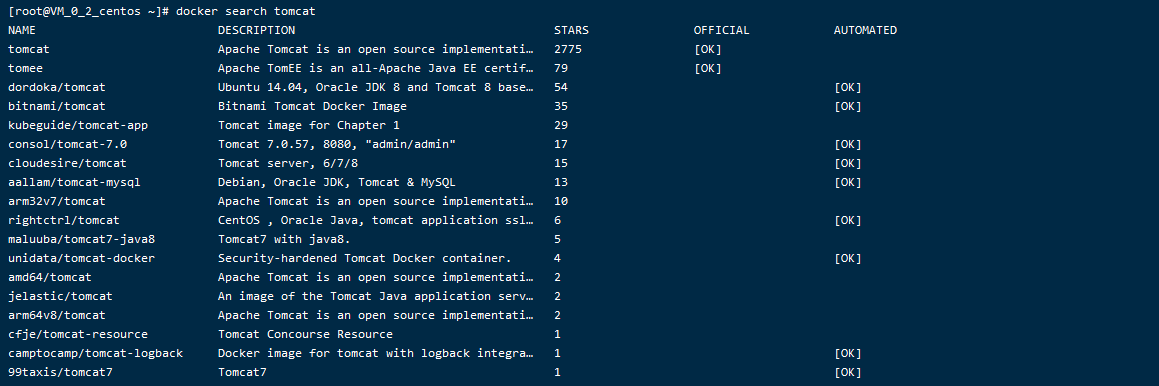 [root@VM_0_2_centos ~]# docker search tomcat
NAME DESCRIPTION STARS OFFICIAL AUTOMATED
tomcat Apache Tomcat is an open source implementati… 2775 [OK]
tomee Apache TomEE is an all-Apache Java EE certif… 79 [OK]
dordoka/tomcat Ubuntu 14.04, Oracle JDK 8 and Tomcat 8 base… 54 [OK]
bitnami/tomcat Bitnami Tomcat Docker Image 35 [OK]
kubeguide/tomcat-app Tomcat image for Chapter 1 29
consol/tomcat-7.0 Tomcat 7.0.57, 8080, "admin/admin" 17 [OK]
cloudesire/tomcat Tomcat server, 6/7/8 15 [OK]
aallam/tomcat-mysql Debian, Oracle JDK, Tomcat & MySQL 13 [OK]
arm32v7/tomcat Apache Tomcat is an open source implementati… 10
rightctrl/tomcat CentOS , Oracle Java, tomcat application ssl… 6 [OK]
maluuba/tomcat7-java8 Tomcat7 with java8. 5
unidata/tomcat-docker Security-hardened Tomcat Docker container. 4 [OK]
amd64/tomcat Apache Tomcat is an open source implementati… 2
jelastic/tomcat An image of the Tomcat Java application serv… 2
arm64v8/tomcat Apache Tomcat is an open source implementati… 2
cfje/tomcat-resource Tomcat Concourse Resource 1
camptocamp/tomcat-logback Docker image for tomcat with logback integra… 1 [OK]
99taxis/tomcat7 Tomcat7 1 [OK]